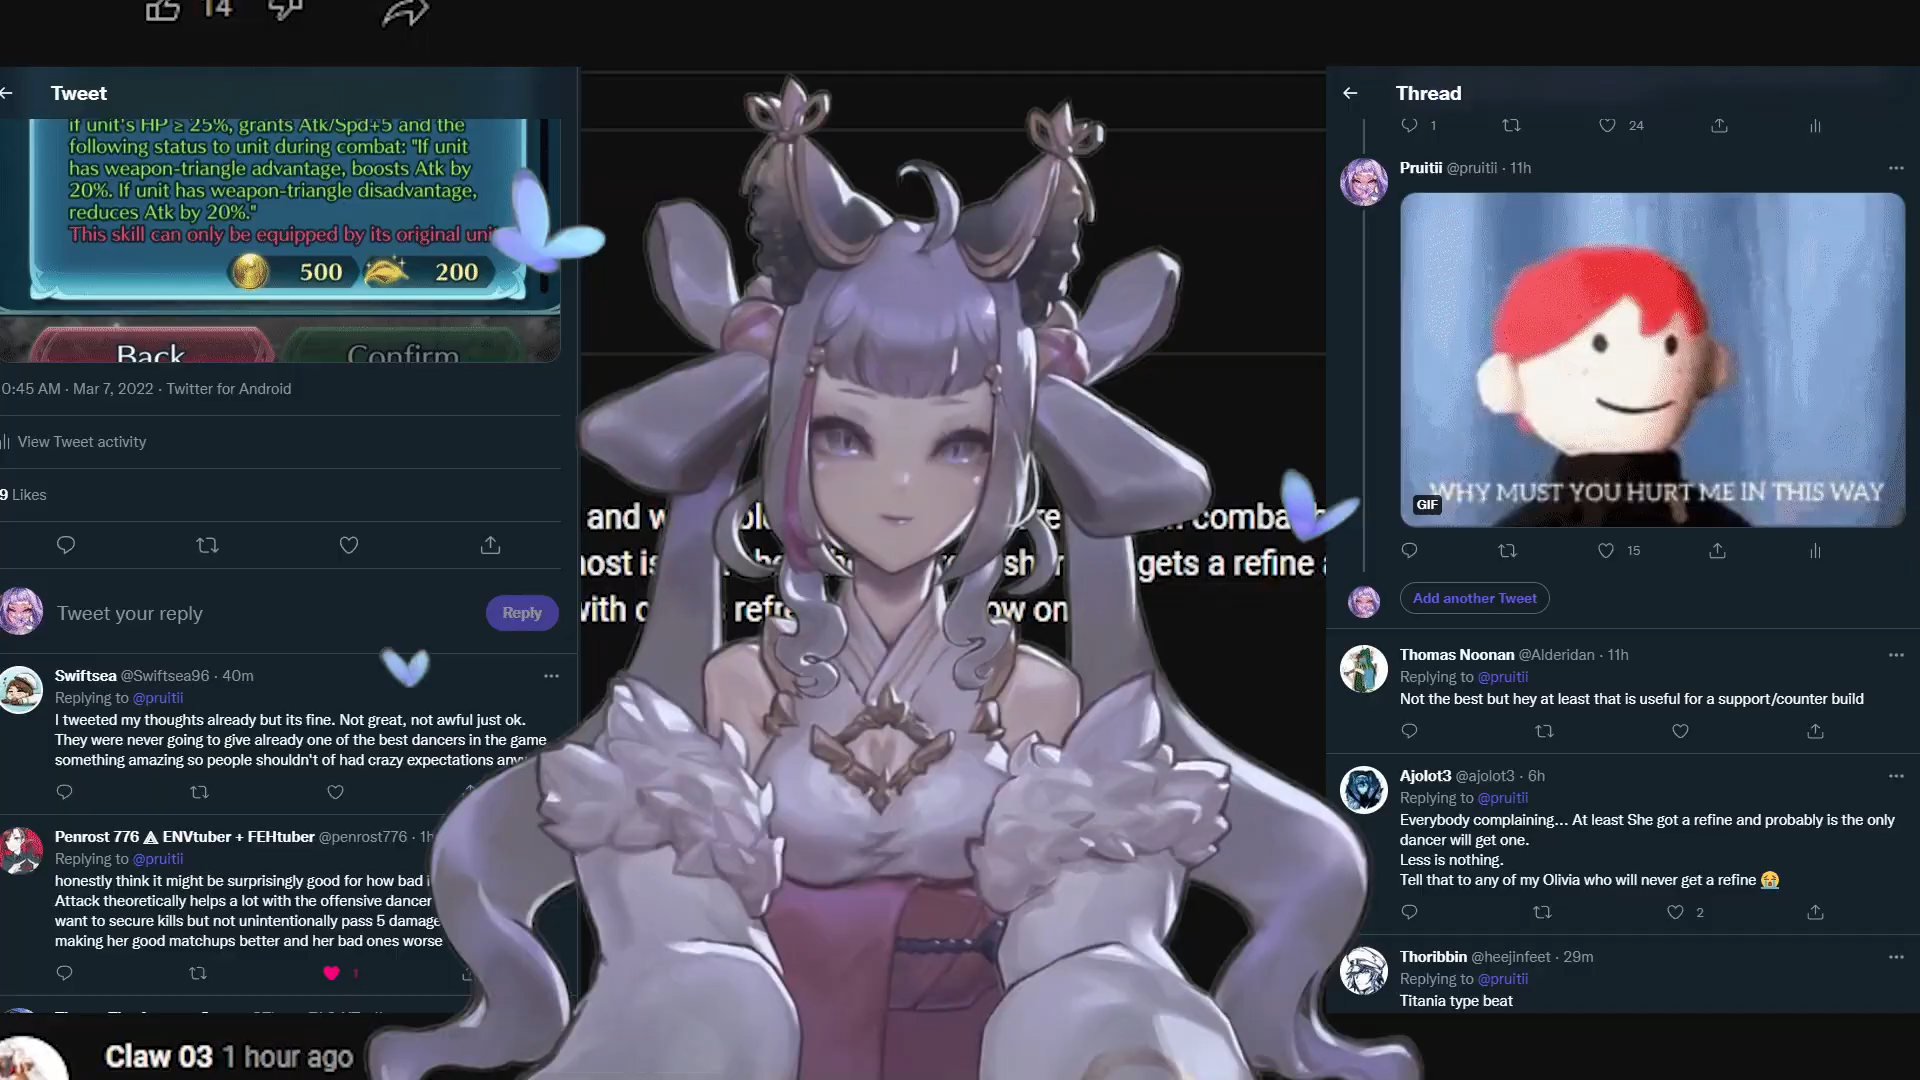 14
Tweet
if unit's HP ≥ 25%, grants Atk/Spd+5 and the
following status to unit during combat: "If unit
has weapon-triangle advantage, boosts Atk by
20%. If unit has weapon-triangle disadvantage,
reduces Atk by 20%."
This skill can only be equipped by its original
500 200
Back Confirm
0:45 AM · Mar 7, 2022 · Twitter for Android
View Tweet activity
9 Likes
Tweet your reply
Reply
Swiftsea @Swiftsea96 · 40m
Replying to @pruitii
I tweeted my thoughts already but its fine. Not great, not awful just ok.
They were never going to give already one of the best dancers in the game
something amazing so people shouldn't of had crazy expectations
Penrost 776 ENVtuber + FEHtuber @penrost776 · 1h
Replying to @pruitii
honestly think it might be surprisingly good for how bad
Attack theoretically helps a lot with the offensive dancer
want to secure kills but not unintentionally pass 5 damage
making her good matchups better and her bad ones worse
1
and
gets a refine
on
Claw 03 1 hour ago
Thread
1 24
Pruitii @pruitii · 11h
WHY MUST YOU HURT ME IN THIS WAY
GIF
15
Add another Tweet
Thomas Noonan @Alderidan · 11h
Replying to @pruitii
Not the best but hey at least that is useful for a support/counter build
Ajolot3 @ajolot3 · 6h
Replying to @pruitii
Everybody complaining... At least She got a refine and probably is the only
dancer will get one.
Less is nothing.
Tell that to any of my Olivia who will never get a refine 😭
2
Thoribbin @heejinfeet · 29m
Replying to @pruitii
Titania type beat